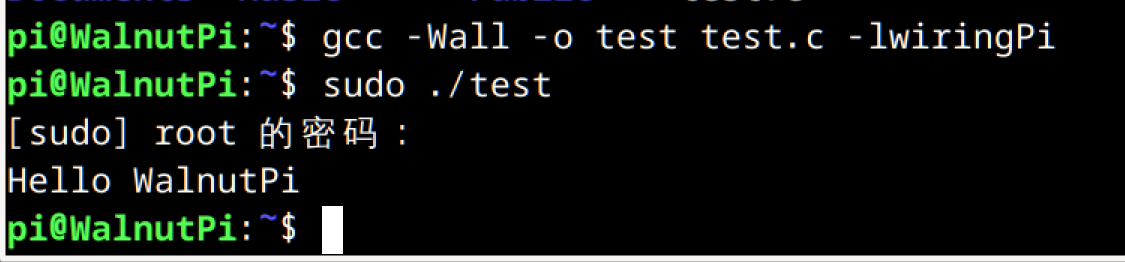 pi@WalnutPi:~$ gcc -Wall -o test test.c -lwiringPi
pi@WalnutPi:~$ sudo ./test
[sudo] root 的密码：
Hello WalnutPi
pi@WalnutPi:~$